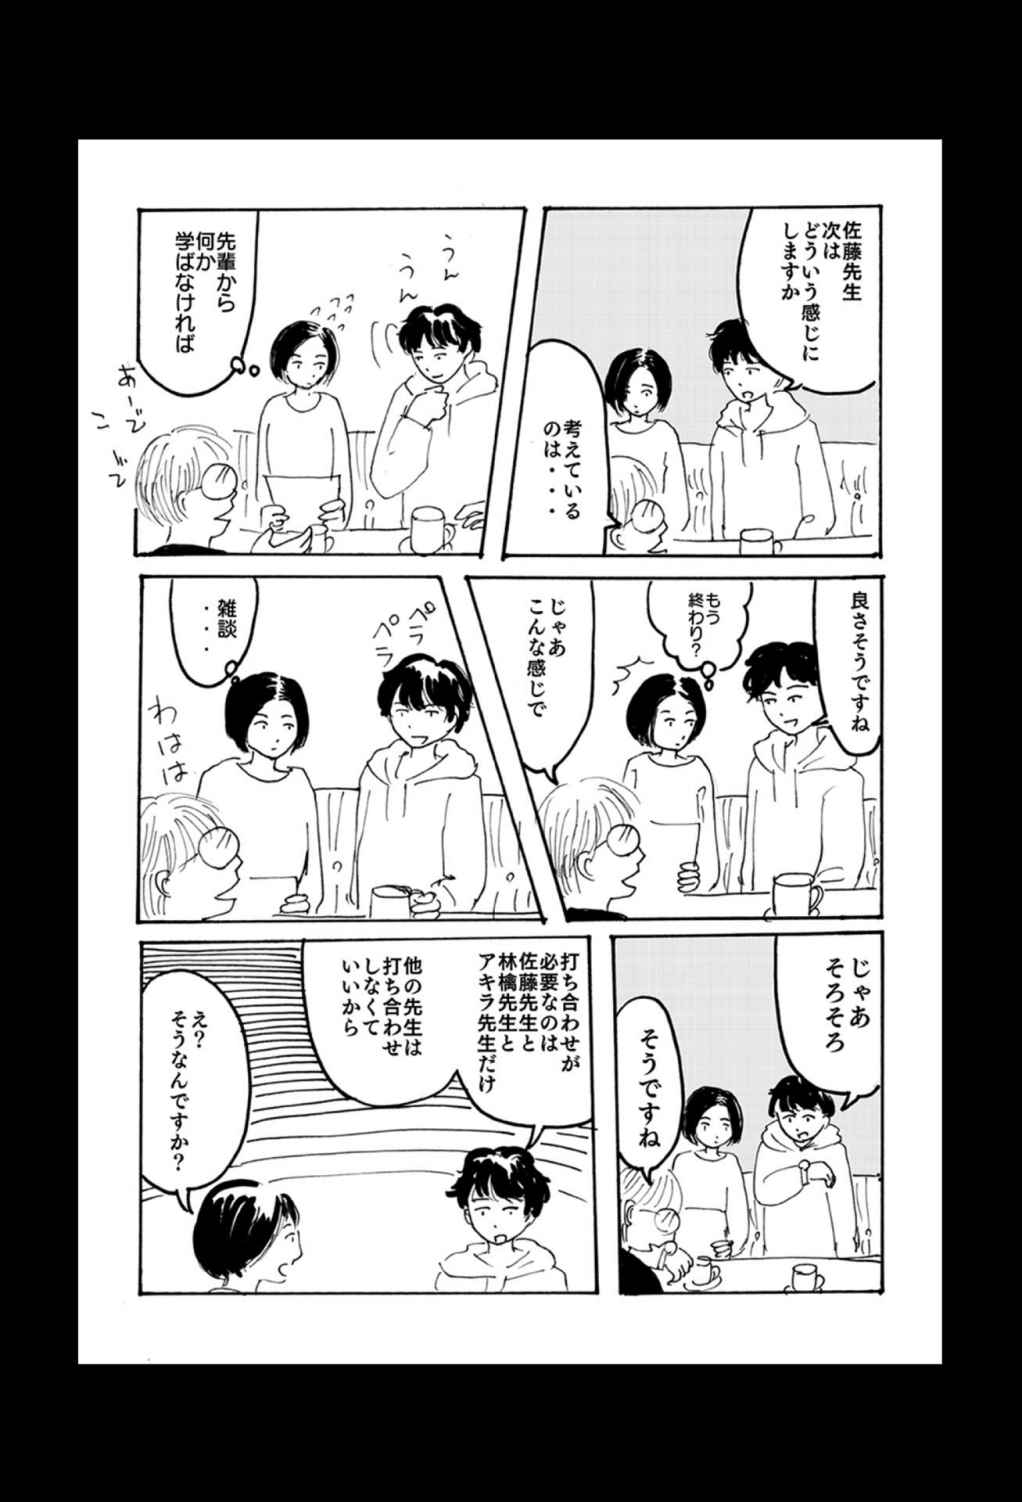 佐藤先生
次は
どういう感じに
しますか
考えている
のは・・・
うんうん
先輩から
何か
学ばなければ
あーで
こーで
良さそうですね
もう
終わり？
じゃあ
こんな感じで
ペラペラ
雑談
・・・
わはは
じゃあ
そろそろ
そうですね
打ち合わせが
必要なのは
佐藤先生と
林檎先生と
アキラ先生だけ
他の先生は
打ち合わせ
しなくて
いいから
え？
そうなんですか？